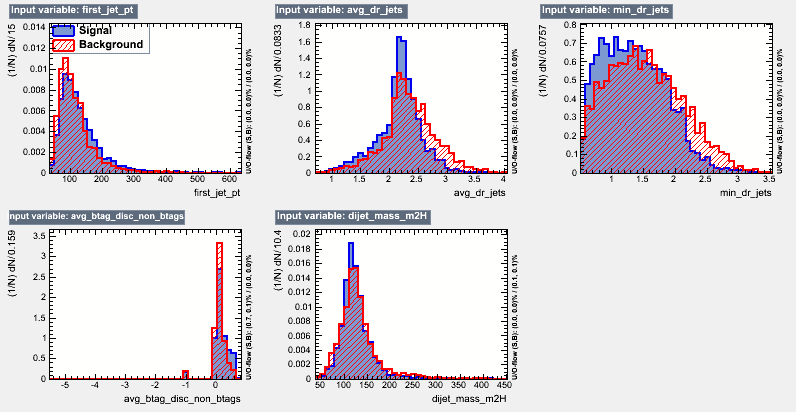 Input variable: first_jet_pt
(1/N) dN/15
0.014
0.012
0.01
0.008
0.006
0.004
0.002
0
100 200 300 400 500 600
first_jet_pt
Signal
Background
U/O-flow (S,B): (0.0, 0.0)% / (0.0, 0.0)%
Input variable: avg_dr_jets
(1/N) dN/0.0833
1.8
1.6
1.4
1.2
1
0.8
0.6
0.4
0.2
0
1 1.5 2 2.5 3 3.5 4
avg_dr_jets
U/O-flow (S,B): (0.0, 0.0)% / (0.0, 0.0)%
Input variable: min_dr_jets
(1/N) dN/0.0757
0.8
0.7
0.6
0.5
0.4
0.3
0.2
0.1
0
1 1.5 2 2.5 3 3.5
min_dr_jets
U/O-flow (S,B): (0.0, 0.0)% / (0.0, 0.0)%
nput variable: avg_btag_disc_non_btags
(1/N) dN/0.159
3.5
3
2.5
2
1.5
1
0.5
0
-5 -4 -3 -2 -1 0
avg_btag_disc_non_btags
U/O-flow (S,B): (0.7, 0.1)% / (0.0, 0.0)%
Input variable: dijet_mass_m2H
(1/N) dN/10.4
0.02
0.018
0.016
0.014
0.012
0.01
0.008
0.006
0.004
0.002
0
50 100 150 200 250 300 350 400 450
dijet_mass_m2H
U/O-flow (S,B): (0.0, 0.0)% / (0.1, 0.1)%